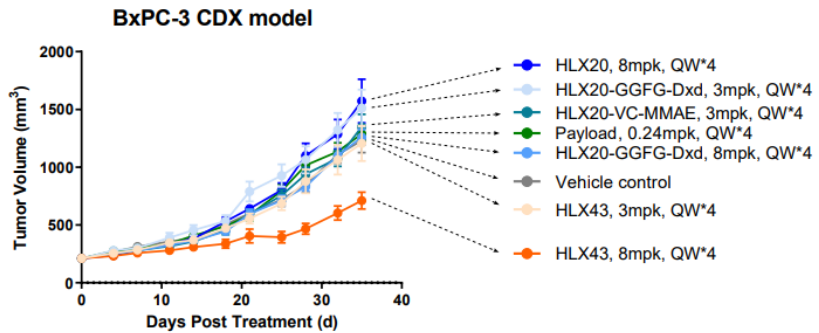 BxPC-3 CDX model
Tumor Volume (mm³)
2000
1500
1000
500
0
0
10
20
30
40
Days Post Treatment (d)
HLX20, 8mpk, QW*4
HLX20-GGFG-Dxd, 3mpk, QW*4
HLX20-VC-MMAE, 3mpk, QW*4
Payload, 0.24mpk, QW*4
HLX20-GGFG-Dxd, 8mpk, QW*4
Vehicle control
HLX43, 3mpk, QW*4
HLX43, 8mpk, QW*4